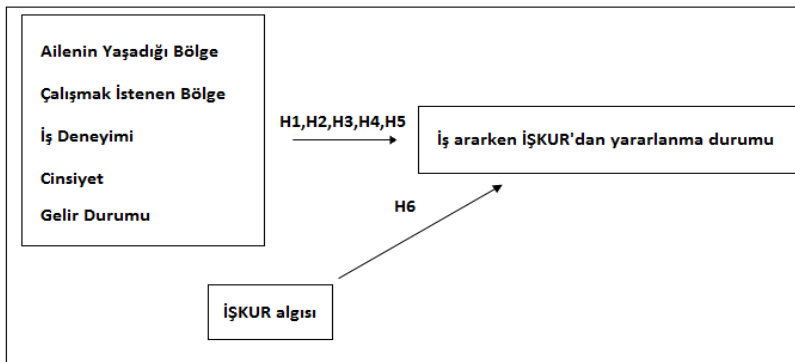 Ailenin Yaşadığı Bölge
Çalışmak İstenen Bölge
İş Deneyimi
Cinsiyet
Gelir Durumu
H1,H2,H3,H4,H5
İş ararken İŞKUR'dan yararlanma durumu
H6
İŞKUR algısı